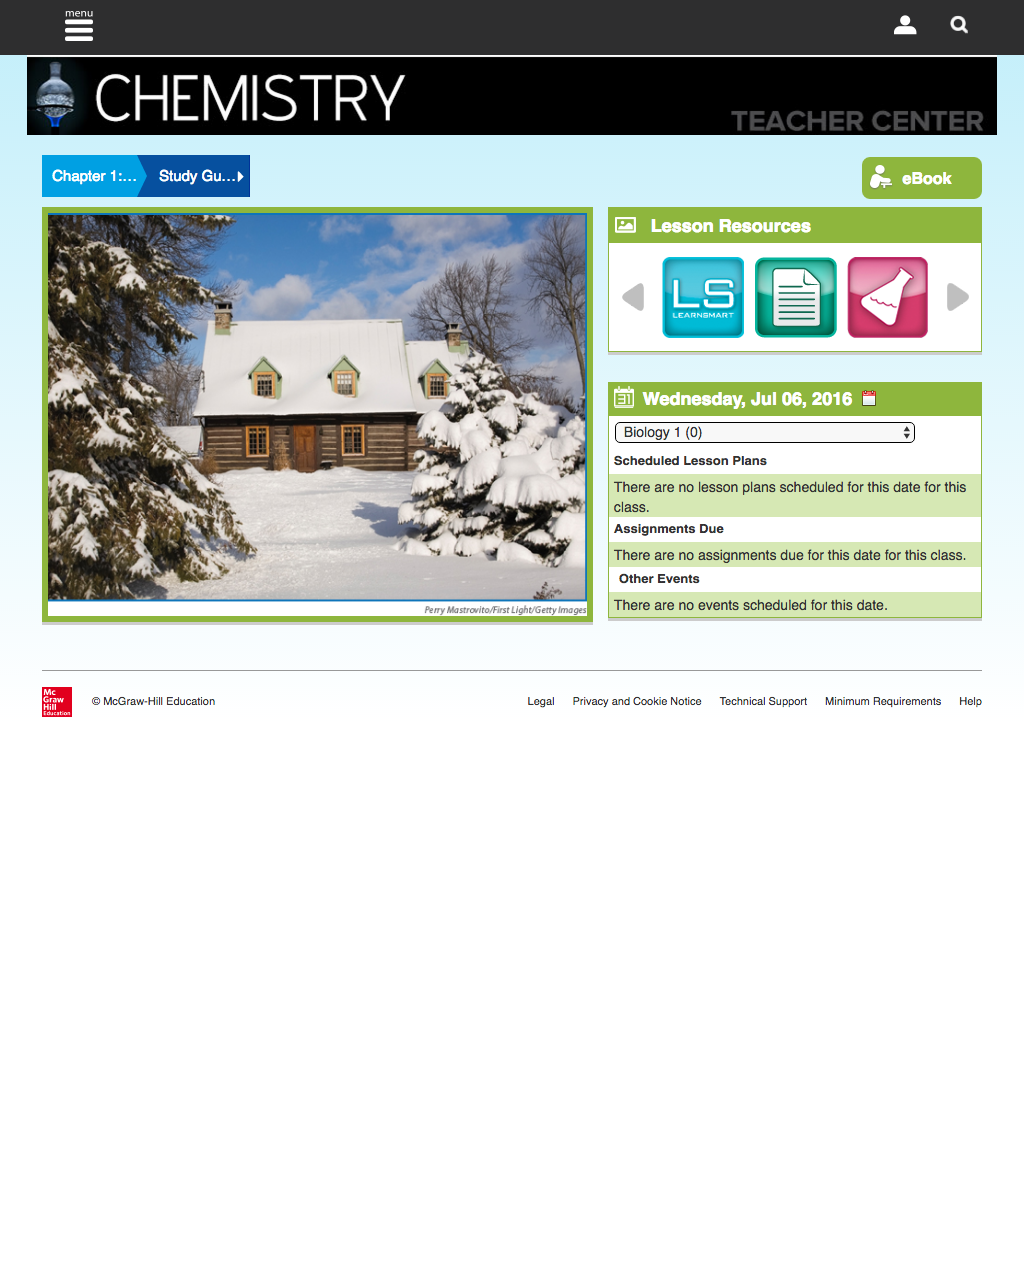 menu
CHEMISTRY
TEACHER CENTER
Chapter 1:...
Study Gu...
eBook
Lesson Resources
LS
LEARNSMART
31
Wednesday, Jul 06, 2016
Biology 1 (0)
Scheduled Lesson Plans
There are no lesson plans scheduled for this date for this
class.
Assignments Due
There are no assignments due for this date for this class.
Other Events
There are no events scheduled for this date.
Perry Mastrovito/First Light/Getty Images
Mc
Graw
Hill
Education
© McGraw-Hill Education
Legal
Privacy and Cookie Notice
Technical Support
Minimum Requirements
Help